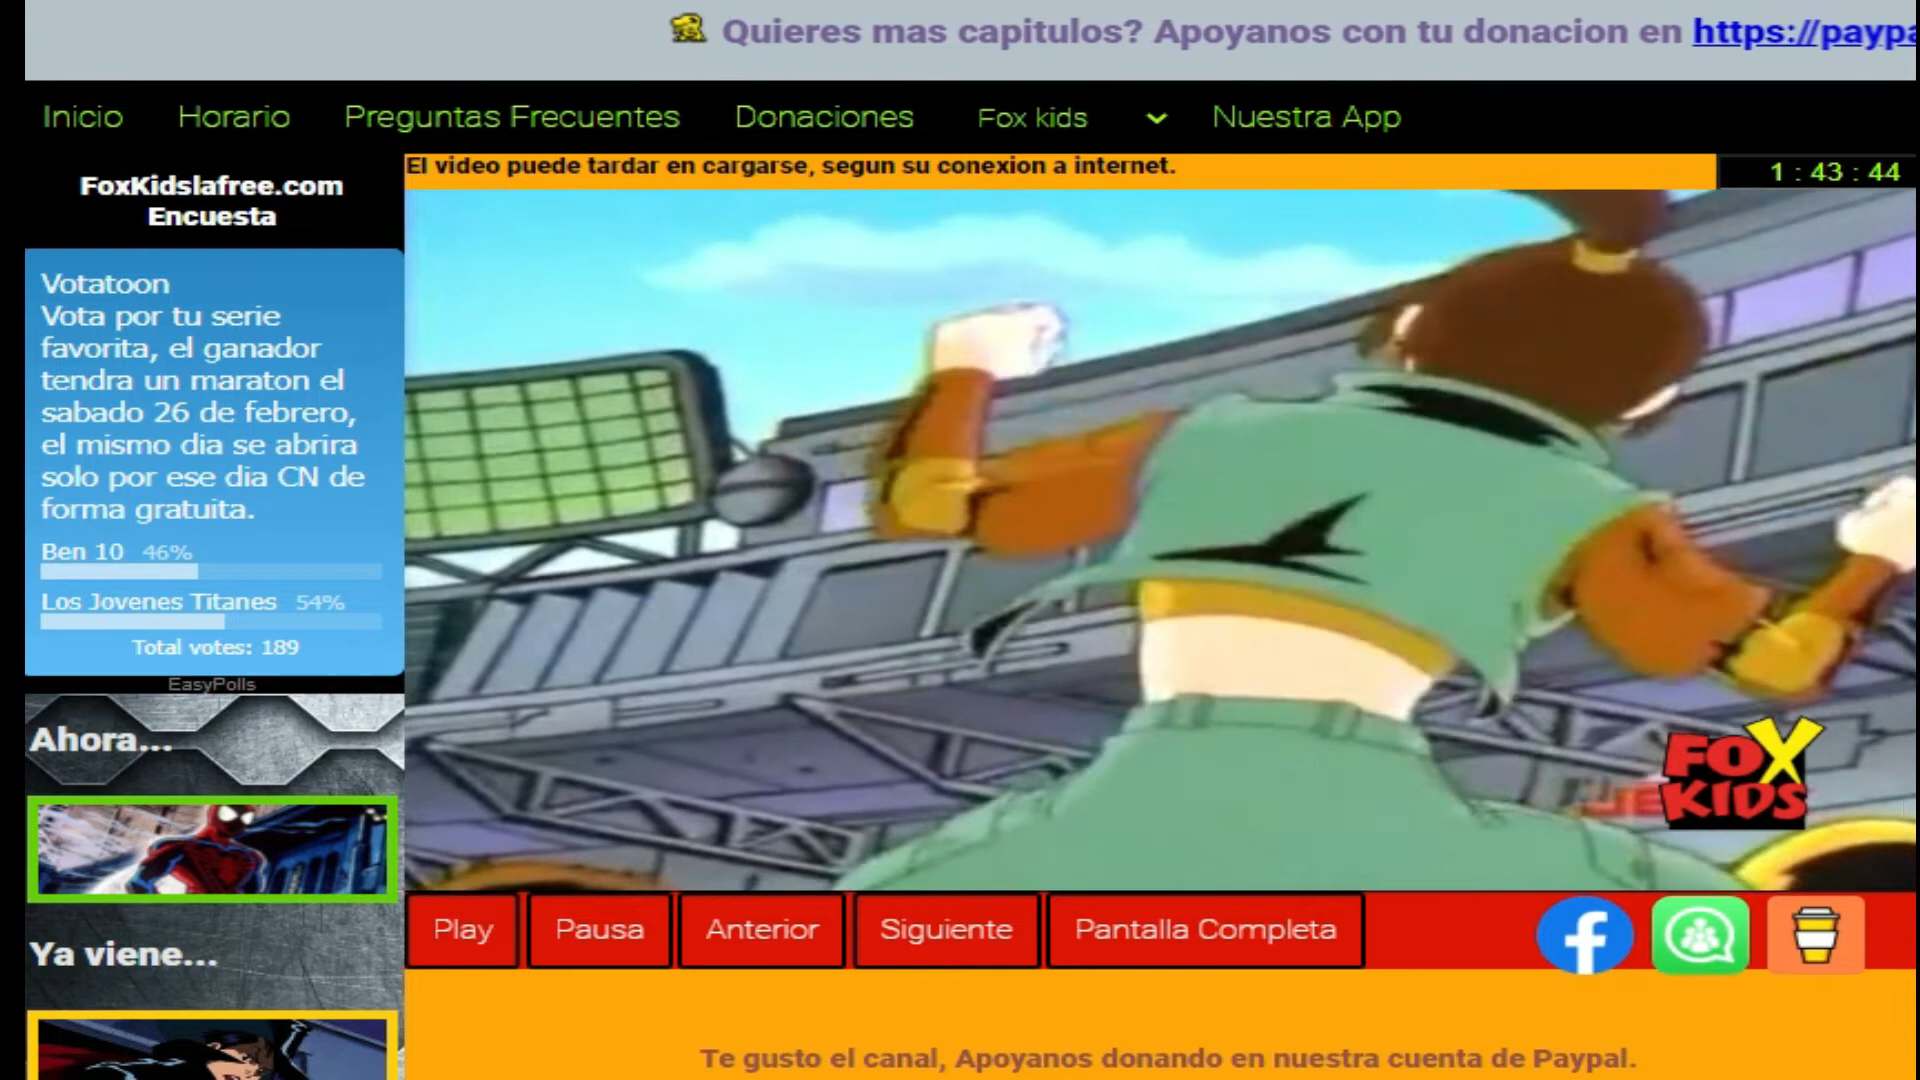 Quieres mas capitulos? Apoyanos con tu donacion en https://paypa
Inicio Horario Preguntas Frecuentes Donaciones Fox kids Nuestra App
El video puede tardar en cargarse, segun su conexion a internet.
1 : 43 : 44
FoxKidslafree.com
Encuesta
Votatoon
Vota por tu serie
favorita, el ganador
tendra un maraton el
sabado 26 de febrero,
el mismo dia se abrira
solo por ese dia CN de
forma gratuita.
Ben 10 46%
Los Jovenes Titanes 54%
Total votes: 189
EasyPolls
Ahora...
Ya viene...
FOX
KIDS
Play Pausa Anterior Siguiente Pantalla Completa
Te gusto el canal, Apoyanos donando en nuestra cuenta de Paypal.